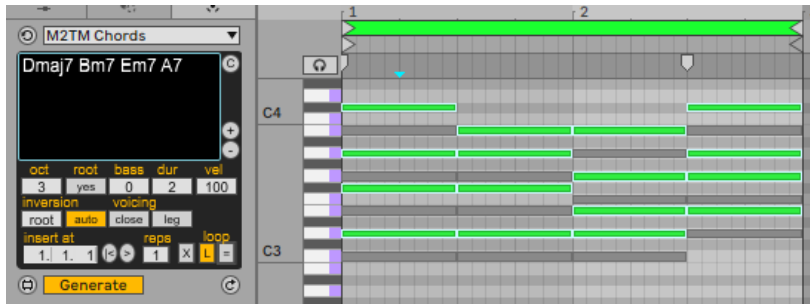 1 2
M2TM Chords
Dmaj7 Bm7 Em7 A7 C
C4
+
-
oct root bass dur vel
3 yes 0 2 100
inversion voicing
root auto close leg
insert at reps loop
1. 1. 1 |< > 1 X L =
C3
Generate